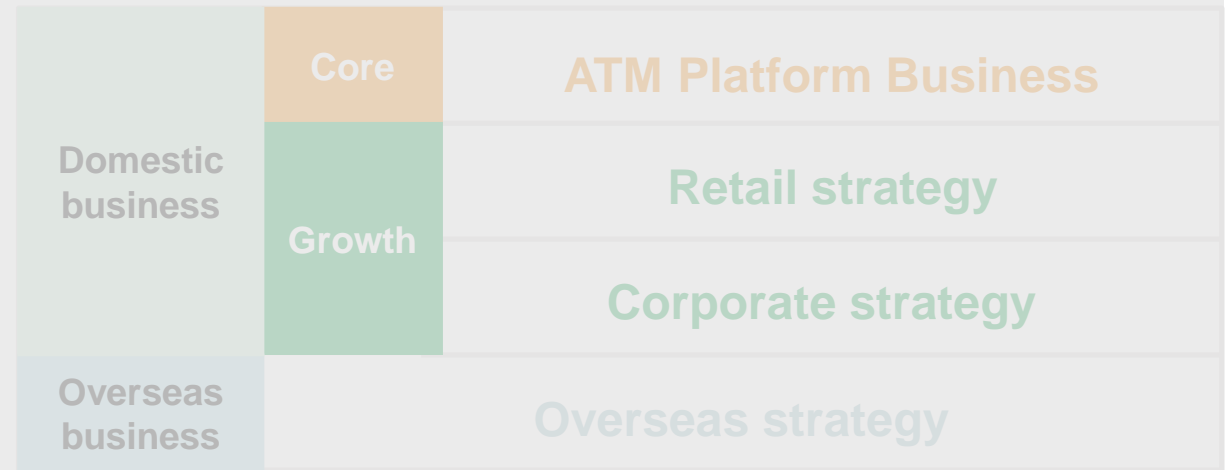 Core
ATM Platform Business
Domestic
business
Retail strategy
Growth
Corporate strategy
Overseas
business
Overseas strategy